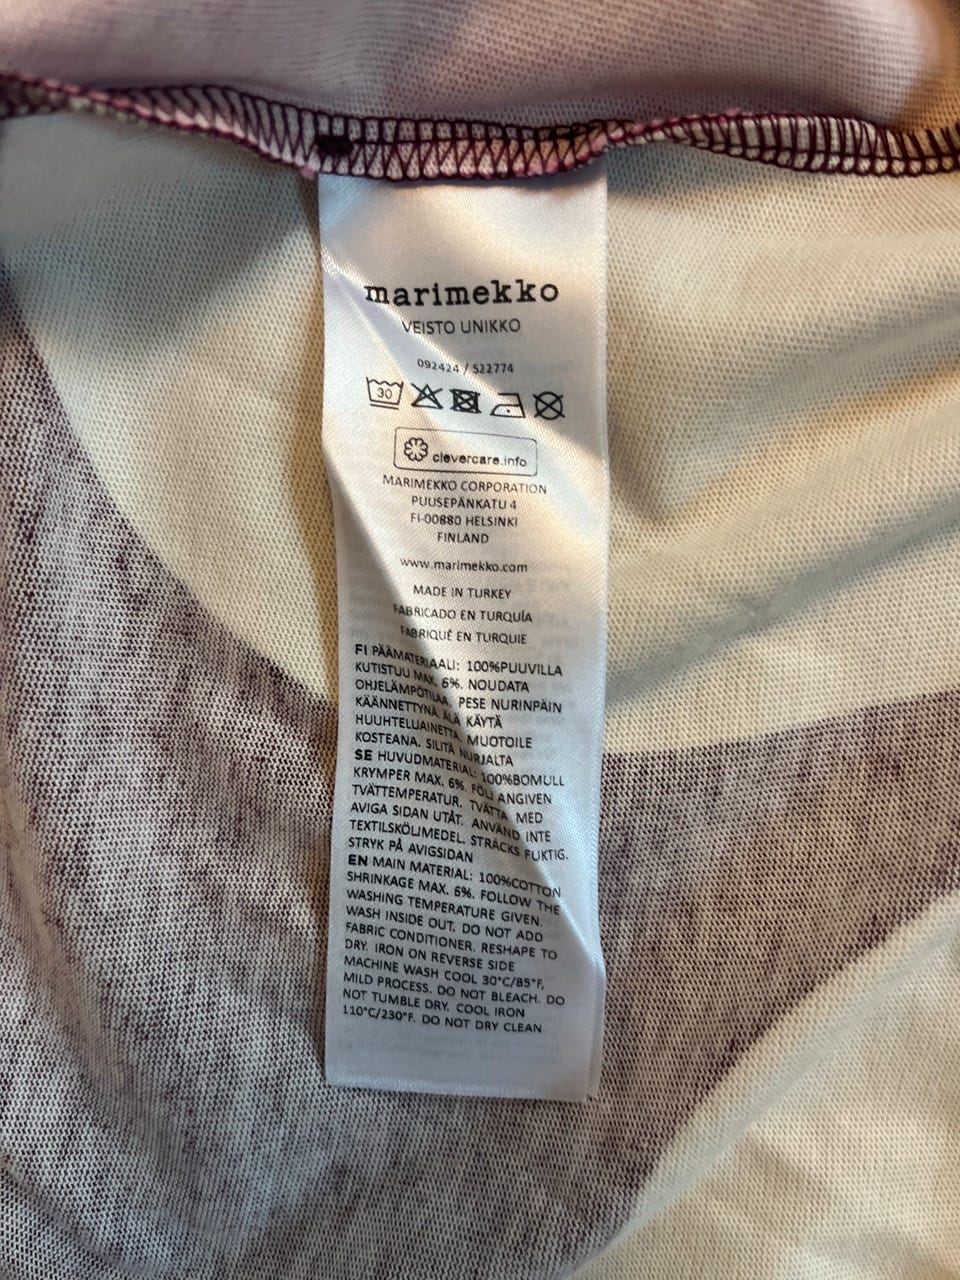 marimekko
VEISTO UNIKKO
092424 / 522774
30
clevercare.info
MARIMEKKO CORPORATION
PUUSEPÄNKATU 4
FI-00880 HELSINKI
FINLAND
www.marimekko.com
MADE IN TURKEY
FABRICADO EN TURQUÍA
FABRIQUÉ EN TURQUIE
FI PÄÄMATERIAALI: 100%PUUVILLA
KUTISTUU MAX. 6%. NOUDATA
OHJELÄMPÖTILAA. PESE NURINPÄIN
KÄÄNNETTYNÄ. ÄLÄ KÄYTÄ
HUUHTELUAINETTA. MUOTOILE
KOSTEANA. SILITÄ NURJALTA
SE HUVUDMATERIAL: 100%BOMULL
KRYMPER MAX. 6%. FÖLJ ANGIVEN
TVÄTTEMPERATUR. TVÄTTA MED
AVIGA SIDAN UTÅT. ANVÄND INTE
TEXTILSKÖLJMEDEL. STRÄCKS FUKTIG.
STRYK PÅ AVIGSIDAN
EN MAIN MATERIAL: 100%COTTON
SHRINKAGE MAX. 6%. FOLLOW THE
WASHING TEMPERATURE GIVEN.
WASH INSIDE OUT. DO NOT ADD
FABRIC CONDITIONER. RESHAPE TO
DRY. IRON ON REVERSE SIDE
MACHINE WASH COOL 30°C/85°F,
MILD PROCESS. DO NOT BLEACH. DO
NOT TUMBLE DRY. COOL IRON
110°C/230°F. DO NOT DRY CLEAN